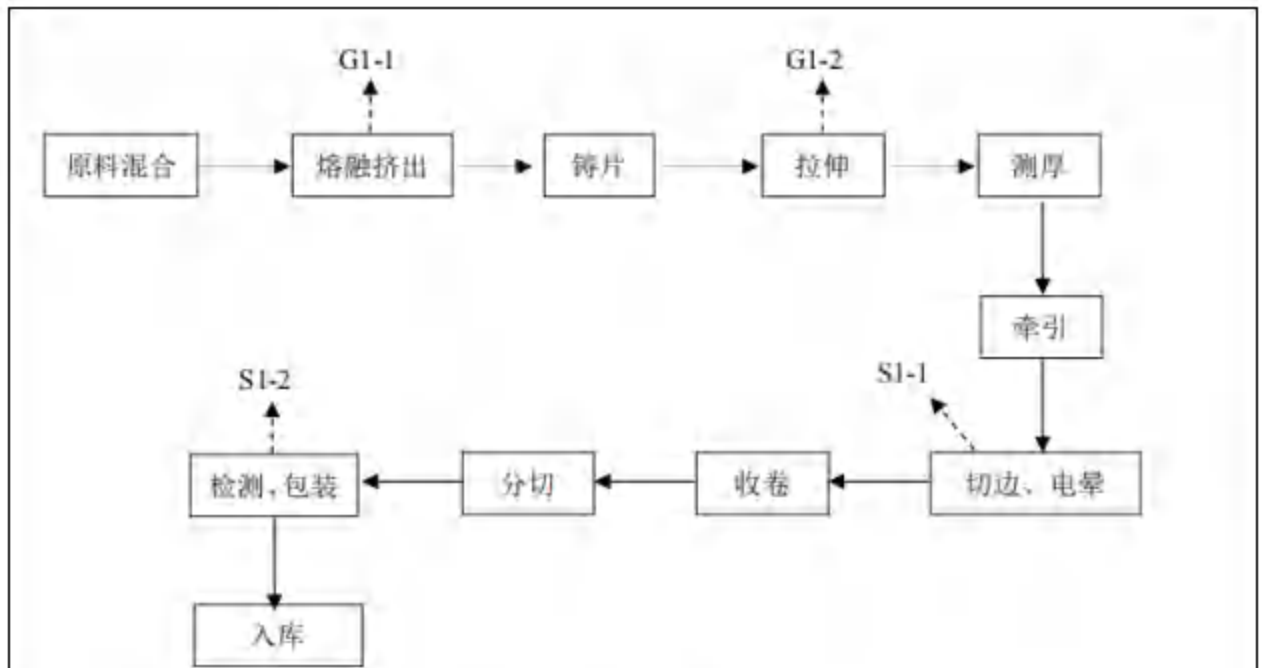 G1-1
G1-2
原料混合
熔融挤出
铸片
拉伸
测厚
牵引
S1-1
S1-2
切边、电晕
收卷
分切
检测,包装
入库